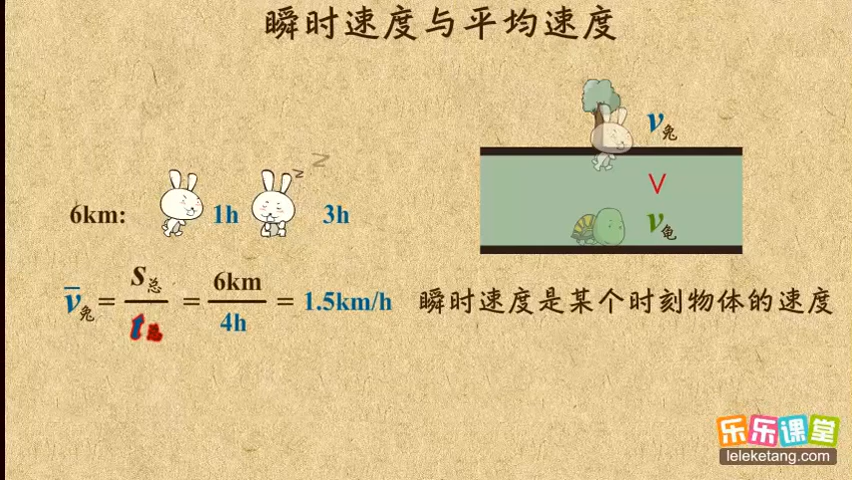 瞬时速度与平均速度
v兔
z z
6km: 1h 3h
v龟
v̄兔 = s总/t总 = 6km/4h = 1.5km/h
瞬时速度是某个时刻物体的速度
乐乐课堂
leleketang.com